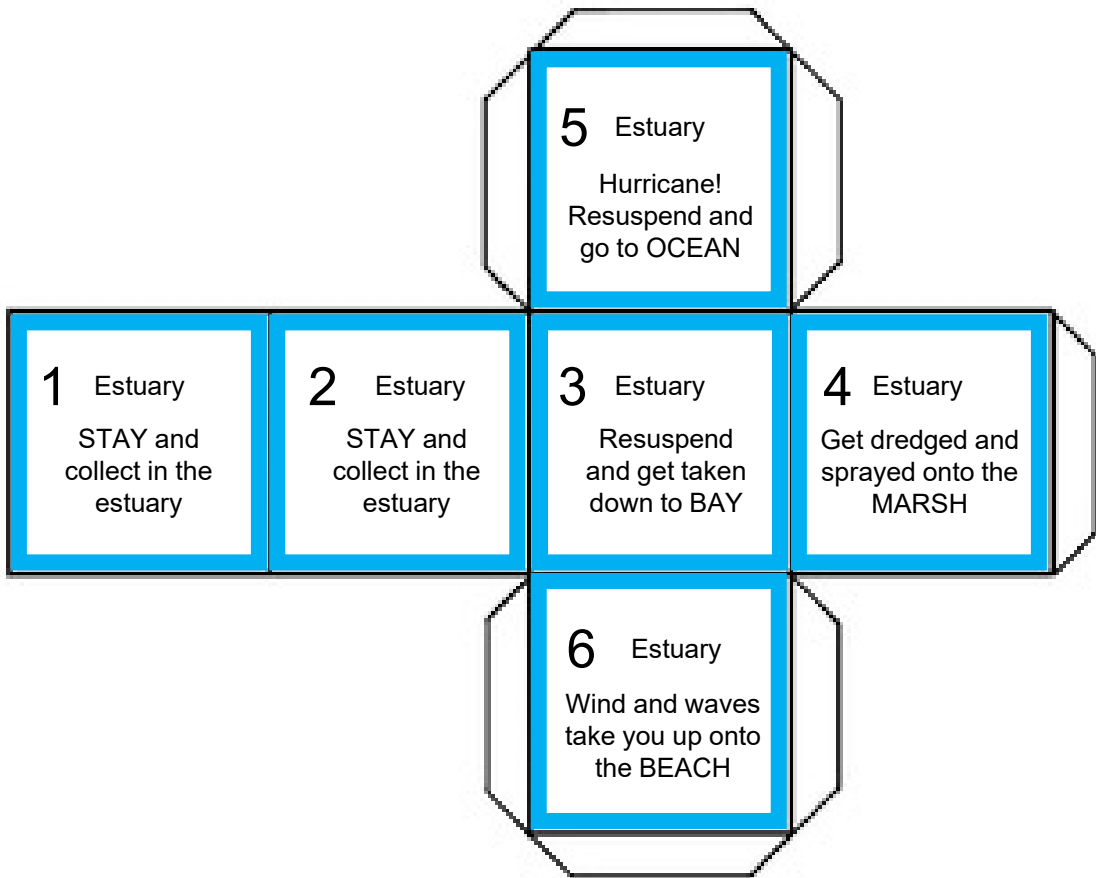 5 Estuary
Hurricane!
Resuspend and
go to OCEAN
1 Estuary
STAY and
collect in the
estuary
2 Estuary
STAY and
collect in the
estuary
3 Estuary
Resuspend
and get taken
down to BAY
4 Estuary
Get dredged and
sprayed onto the
MARSH
6 Estuary
Wind and waves
take you up onto
the BEACH